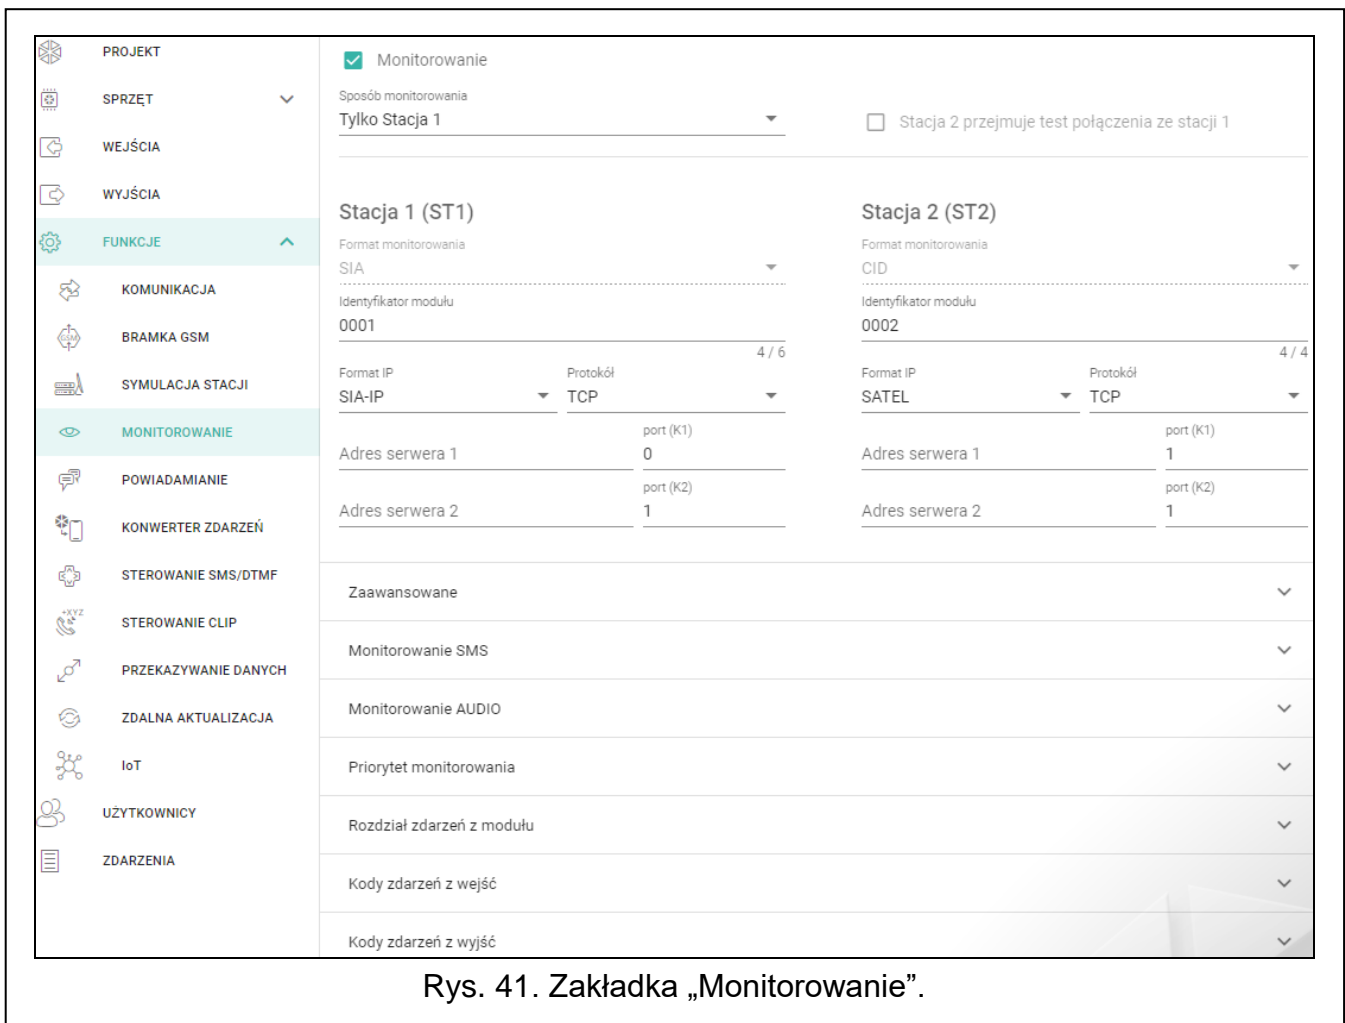 PROJEKT
SPRZĘT
WEJŚCIA
WYJŚCIA
FUNKCJE
KOMUNIKACJA
GSM
BRAMKA GSM
SYMULACJA STACJI
MONITOROWANIE
POWIADAMIANIE
KONWERTER ZDARZEŃ
STEROWANIE SMS/DTMF
+XYZ
STEROWANIE CLIP
PRZEKAZYWANIE DANYCH
ZDALNA AKTUALIZACJA
IoT
UŻYTKOWNICY
ZDARZENIA
Monitorowanie
Sposób monitorowania
Tylko Stacja 1
Stacja 2 przejmuje test połączenia ze stacji 1
Stacja 1 (ST1)
Format monitorowania
SIA
Identyfikator modułu
0001
4 / 6
Format IP Protokół
SIA-IP TCP
port (K1)
Adres serwera 1 0
port (K2)
Adres serwera 2 1
Stacja 2 (ST2)
Format monitorowania
CID
Identyfikator modułu
0002
4 / 4
Format IP Protokół
SATEL TCP
port (K1)
Adres serwera 1 1
port (K2)
Adres serwera 2 1
Zaawansowane
Monitorowanie SMS
Monitorowanie AUDIO
Priorytet monitorowania
Rozdział zdarzeń z modułu
Kody zdarzeń z wejść
Kody zdarzeń z wyjść
Rys. 41. Zakładka „Monitorowanie”.